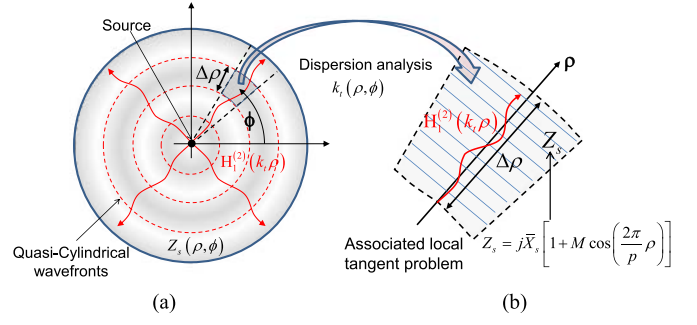 Source
Δρ
Dispersion analysis
k_t(ρ,ϕ)
ϕ
H_1^(2)'(k_tρ)
Z_s(ρ,ϕ)
Quasi-Cylindrical
wavefronts
(a)
ρ
H_1^(2)(k_tρ)
Z_s
Δρ
Associated local
tangent problem
Z_s = jX̅_s[1+M cos(2π/p ρ)]
(b)